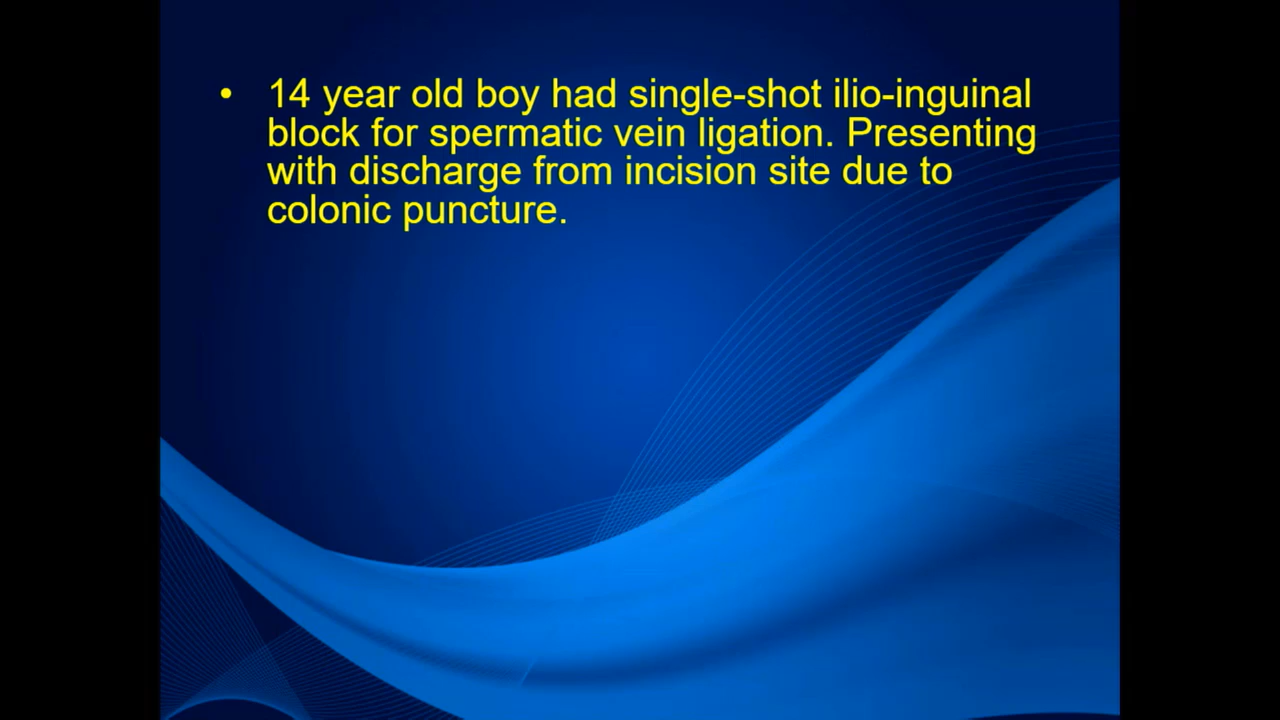 • 14 year old boy had single-shot ilio-inguinal
block for spermatic vein ligation. Presenting
with discharge from incision site due to
colonic puncture.